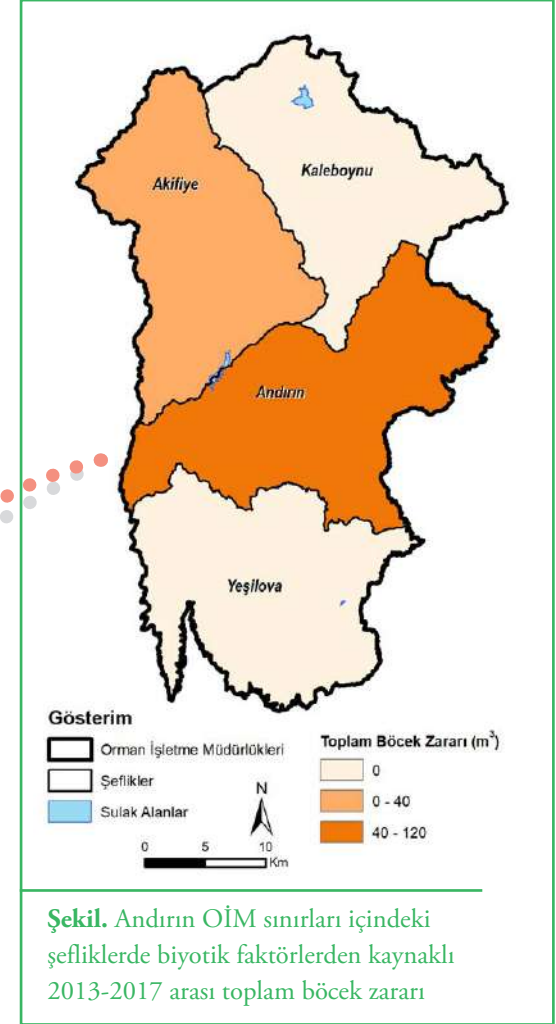 Kaleboynu
Akifiye
Andırın
Yeşilova
Gösterim
Orman İşletme Müdürlükleri
Şeflikler
Sulak Alanlar
N
0 5 10
Km
Toplam Böcek Zararı (m³)
0
0 - 40
40 - 120
Şekil. Andırın OİM sınırları içindeki
şefliklerde biyotik faktörlerden kaynaklı
2013-2017 arası toplam böcek zararı